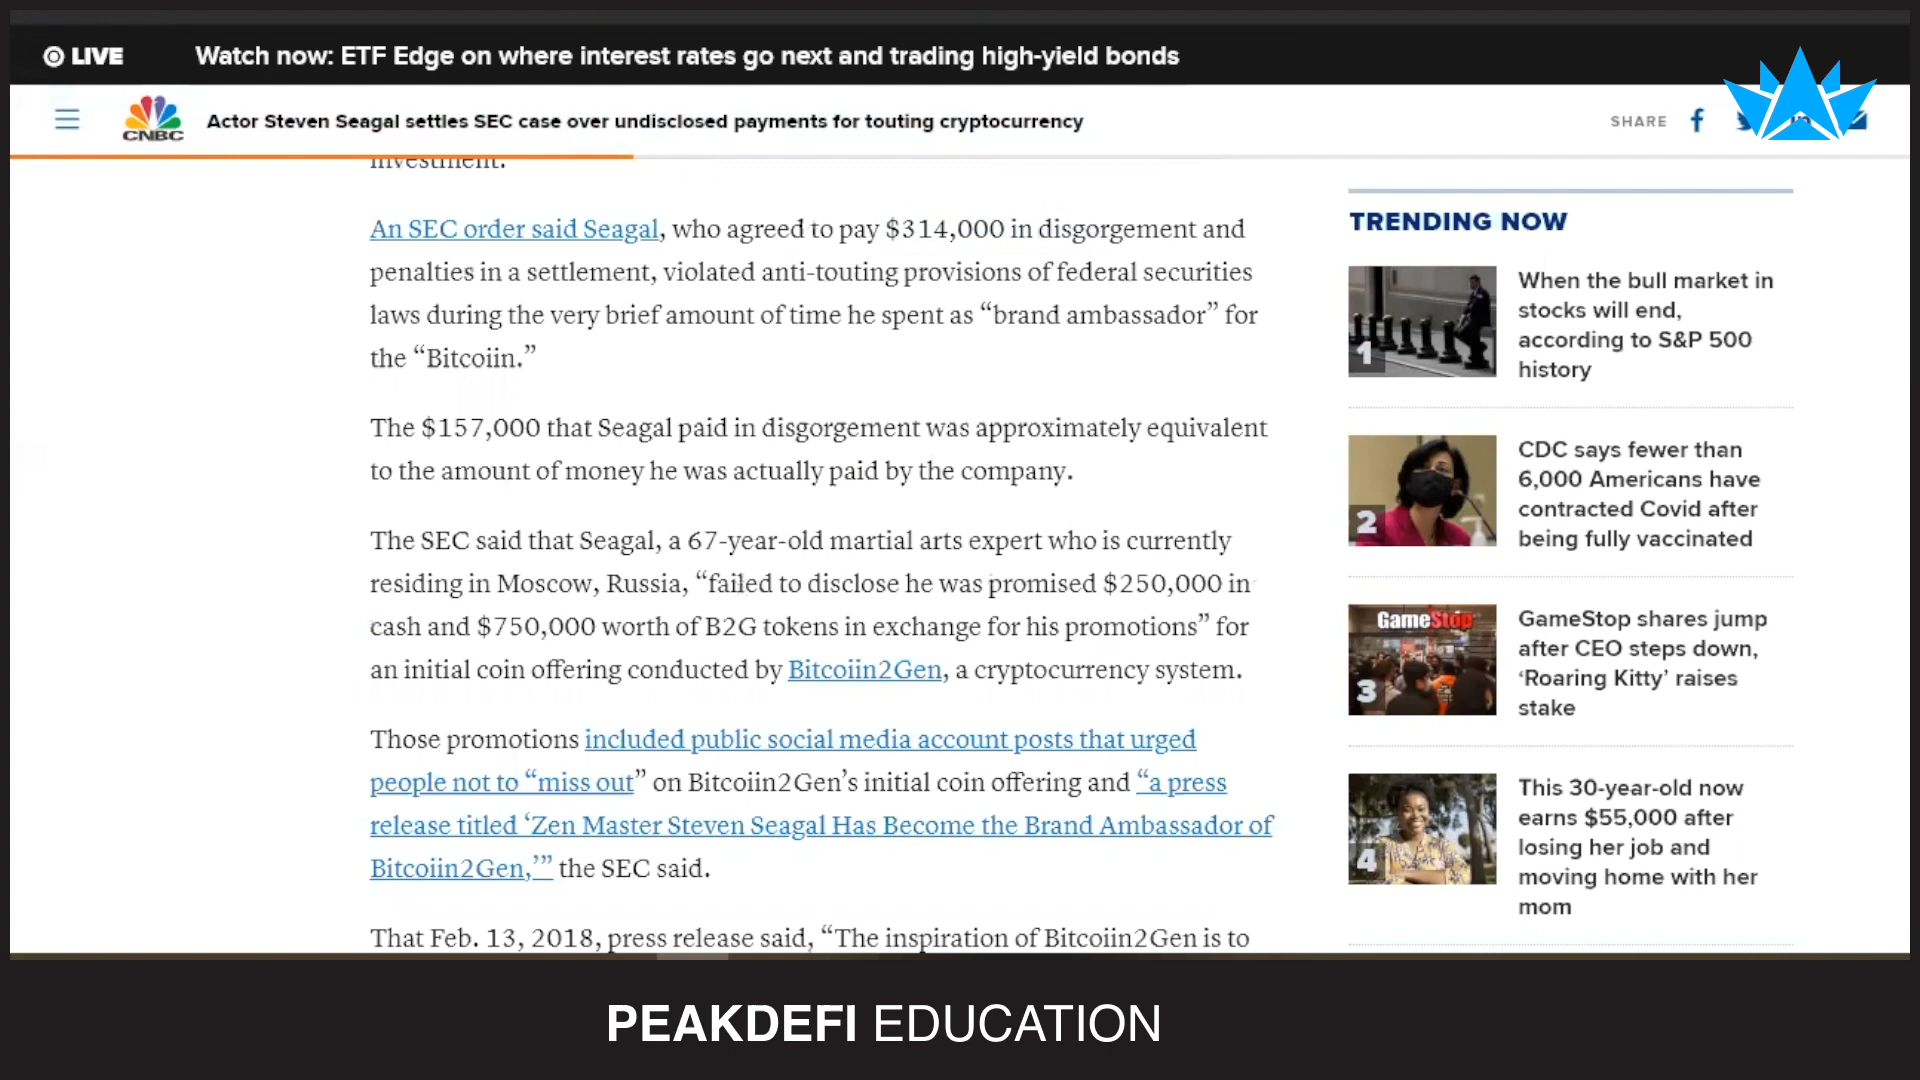 LIVE
Watch now: ETF Edge on where interest rates go next and trading high-yield bonds
CNBC
Actor Steven Seagal settles SEC case over undisclosed payments for touting cryptocurrency
SHARE
investment.
An SEC order said Seagal, who agreed to pay $314,000 in disgorgement and
penalties in a settlement, violated anti-touting provisions of federal securities
laws during the very brief amount of time he spent as “brand ambassador” for
the “Bitcoiin.”
The $157,000 that Seagal paid in disgorgement was approximately equivalent
to the amount of money he was actually paid by the company.
The SEC said that Seagal, a 67-year-old martial arts expert who is currently
residing in Moscow, Russia, “failed to disclose he was promised $250,000 in
cash and $750,000 worth of B2G tokens in exchange for his promotions” for
an initial coin offering conducted by Bitcoiin2Gen, a cryptocurrency system.
Those promotions included public social media account posts that urged
people not to “miss out” on Bitcoiin2Gen’s initial coin offering and “a press
release titled ‘Zen Master Steven Seagal Has Become the Brand Ambassador of
Bitcoiin2Gen,’” the SEC said.
That Feb. 13, 2018, press release said, “The inspiration of Bitcoiin2Gen is to
TRENDING NOW
1
When the bull market in
stocks will end,
according to S&P 500
history
2
CDC says fewer than
6,000 Americans have
contracted Covid after
being fully vaccinated
GameStop
3
GameStop shares jump
after CEO steps down,
‘Roaring Kitty’ raises
stake
4
This 30-year-old now
earns $55,000 after
losing her job and
moving home with her
mom
PEAKDEFI EDUCATION